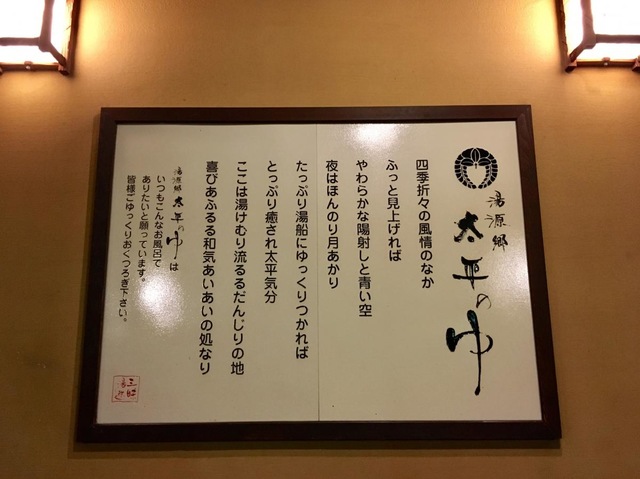 湯源郷
太平のゆ
四季折々の風情のなか
ふっと見上げれば
やわらかな陽射しと青い空
夜はほんのり月あかり
たっぷり湯船にゆっくりつかれば
とっぷり癒され太平気分
ここは湯けむり流るるだんじりの地
喜びあふるる和気あいあいの処なり
湯源郷 太平のゆ は
いつもこんなお風呂で
ありたいと願っています。
皆様ごゆっくりおくつろぎ下さい。